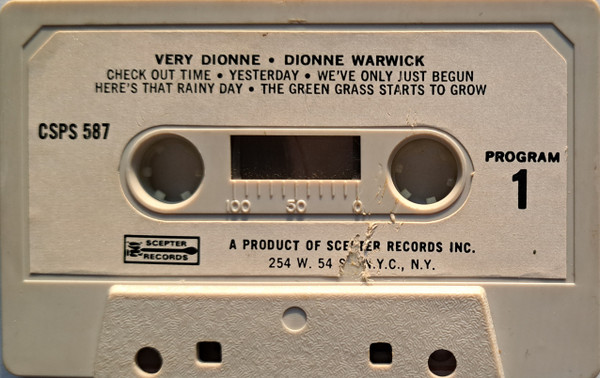 VERY DIONNE • DIONNE WARWICK
CHECK OUT TIME • YESTERDAY • WE'VE ONLY JUST BEGUN
HERE'S THAT RAINY DAY • THE GREEN GRASS STARTS TO GROW
CSPS 587
PROGRAM
1
100 50 0
SCEPTER
RECORDS
A PRODUCT OF SCEPTER RECORDS INC.
254 W. 54 N.Y.C., N.Y.